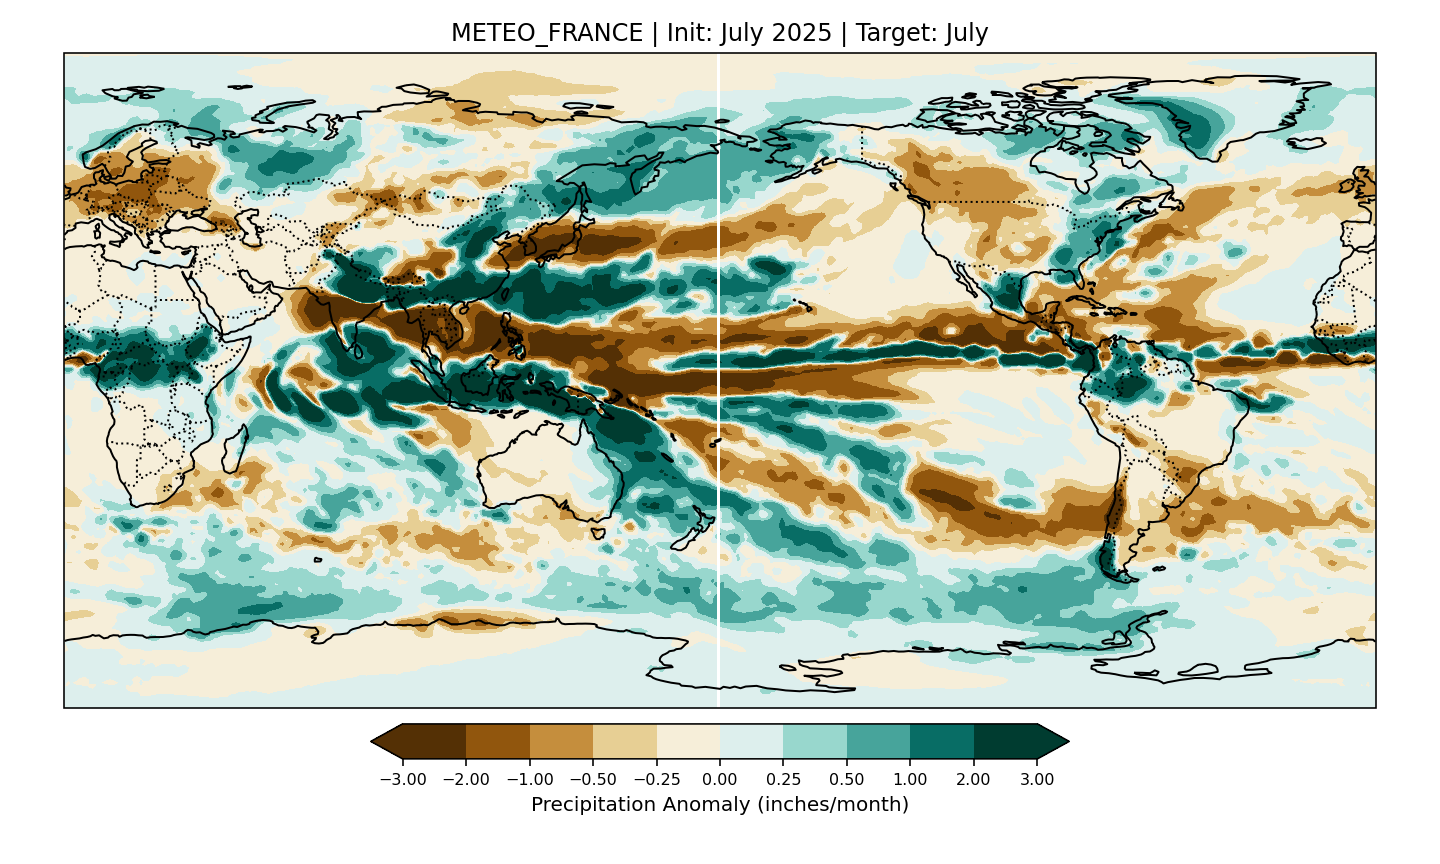 METEO_FRANCE | Init: July 2025 | Target: July
−3.00 −2.00 −1.00 −0.50 −0.25 0.00 0.25 0.50 1.00 2.00 3.00
Precipitation Anomaly (inches/month)